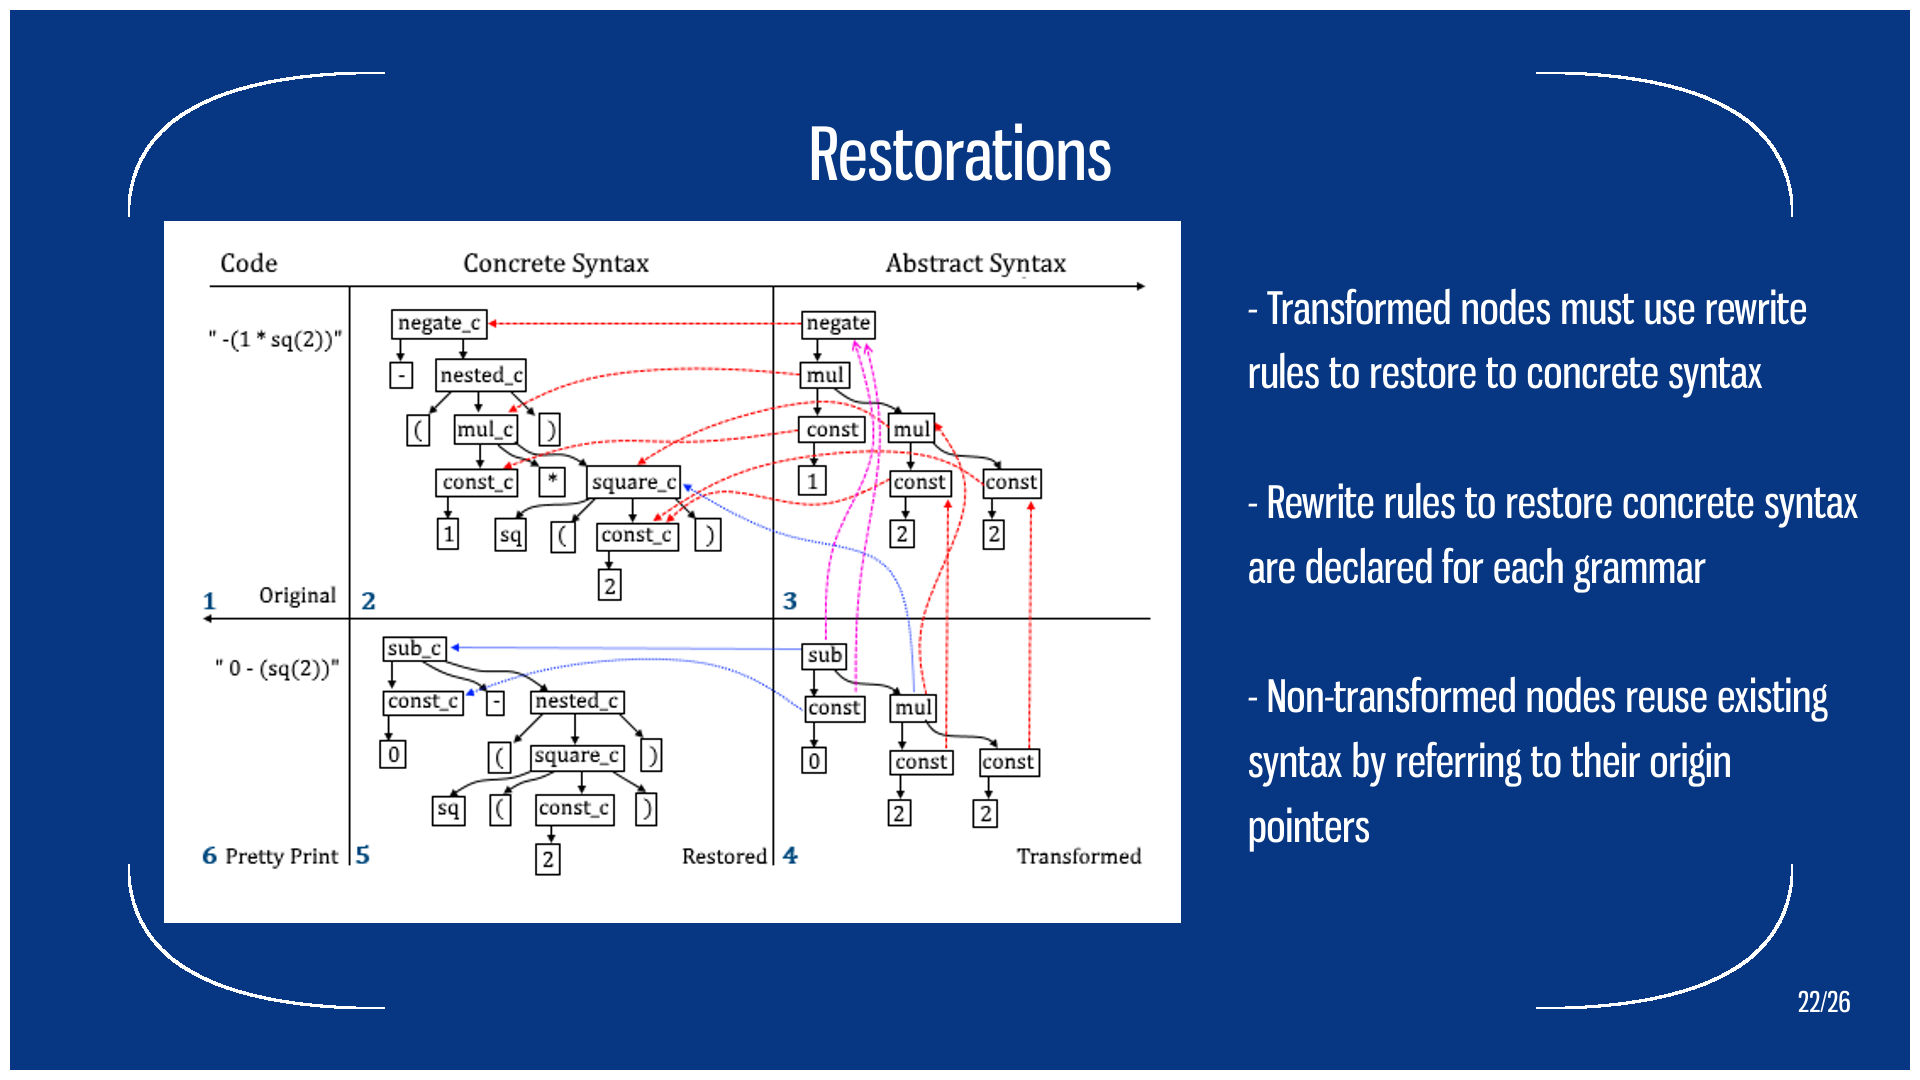 Restorations
Code
Concrete Syntax
Abstract Syntax
" -(1 * sq(2))"
negate_c
-
nested_c
(
mul_c
)
const_c
*
square_c
1
sq
(
const_c
)
2
negate
mul
const
mul
1
const
const
2
2
1
Original
2
3
" 0 - (sq(2))"
sub_c
const_c
-
nested_c
0
(
square_c
)
sq
(
const_c
)
2
sub
const
mul
0
const
const
2
2
6 Pretty Print
5
Restored
4
Transformed
- Transformed nodes must use rewrite
rules to restore to concrete syntax
- Rewrite rules to restore concrete syntax
are declared for each grammar
- Non-transformed nodes reuse existing
syntax by referring to their origin
pointers
22/26